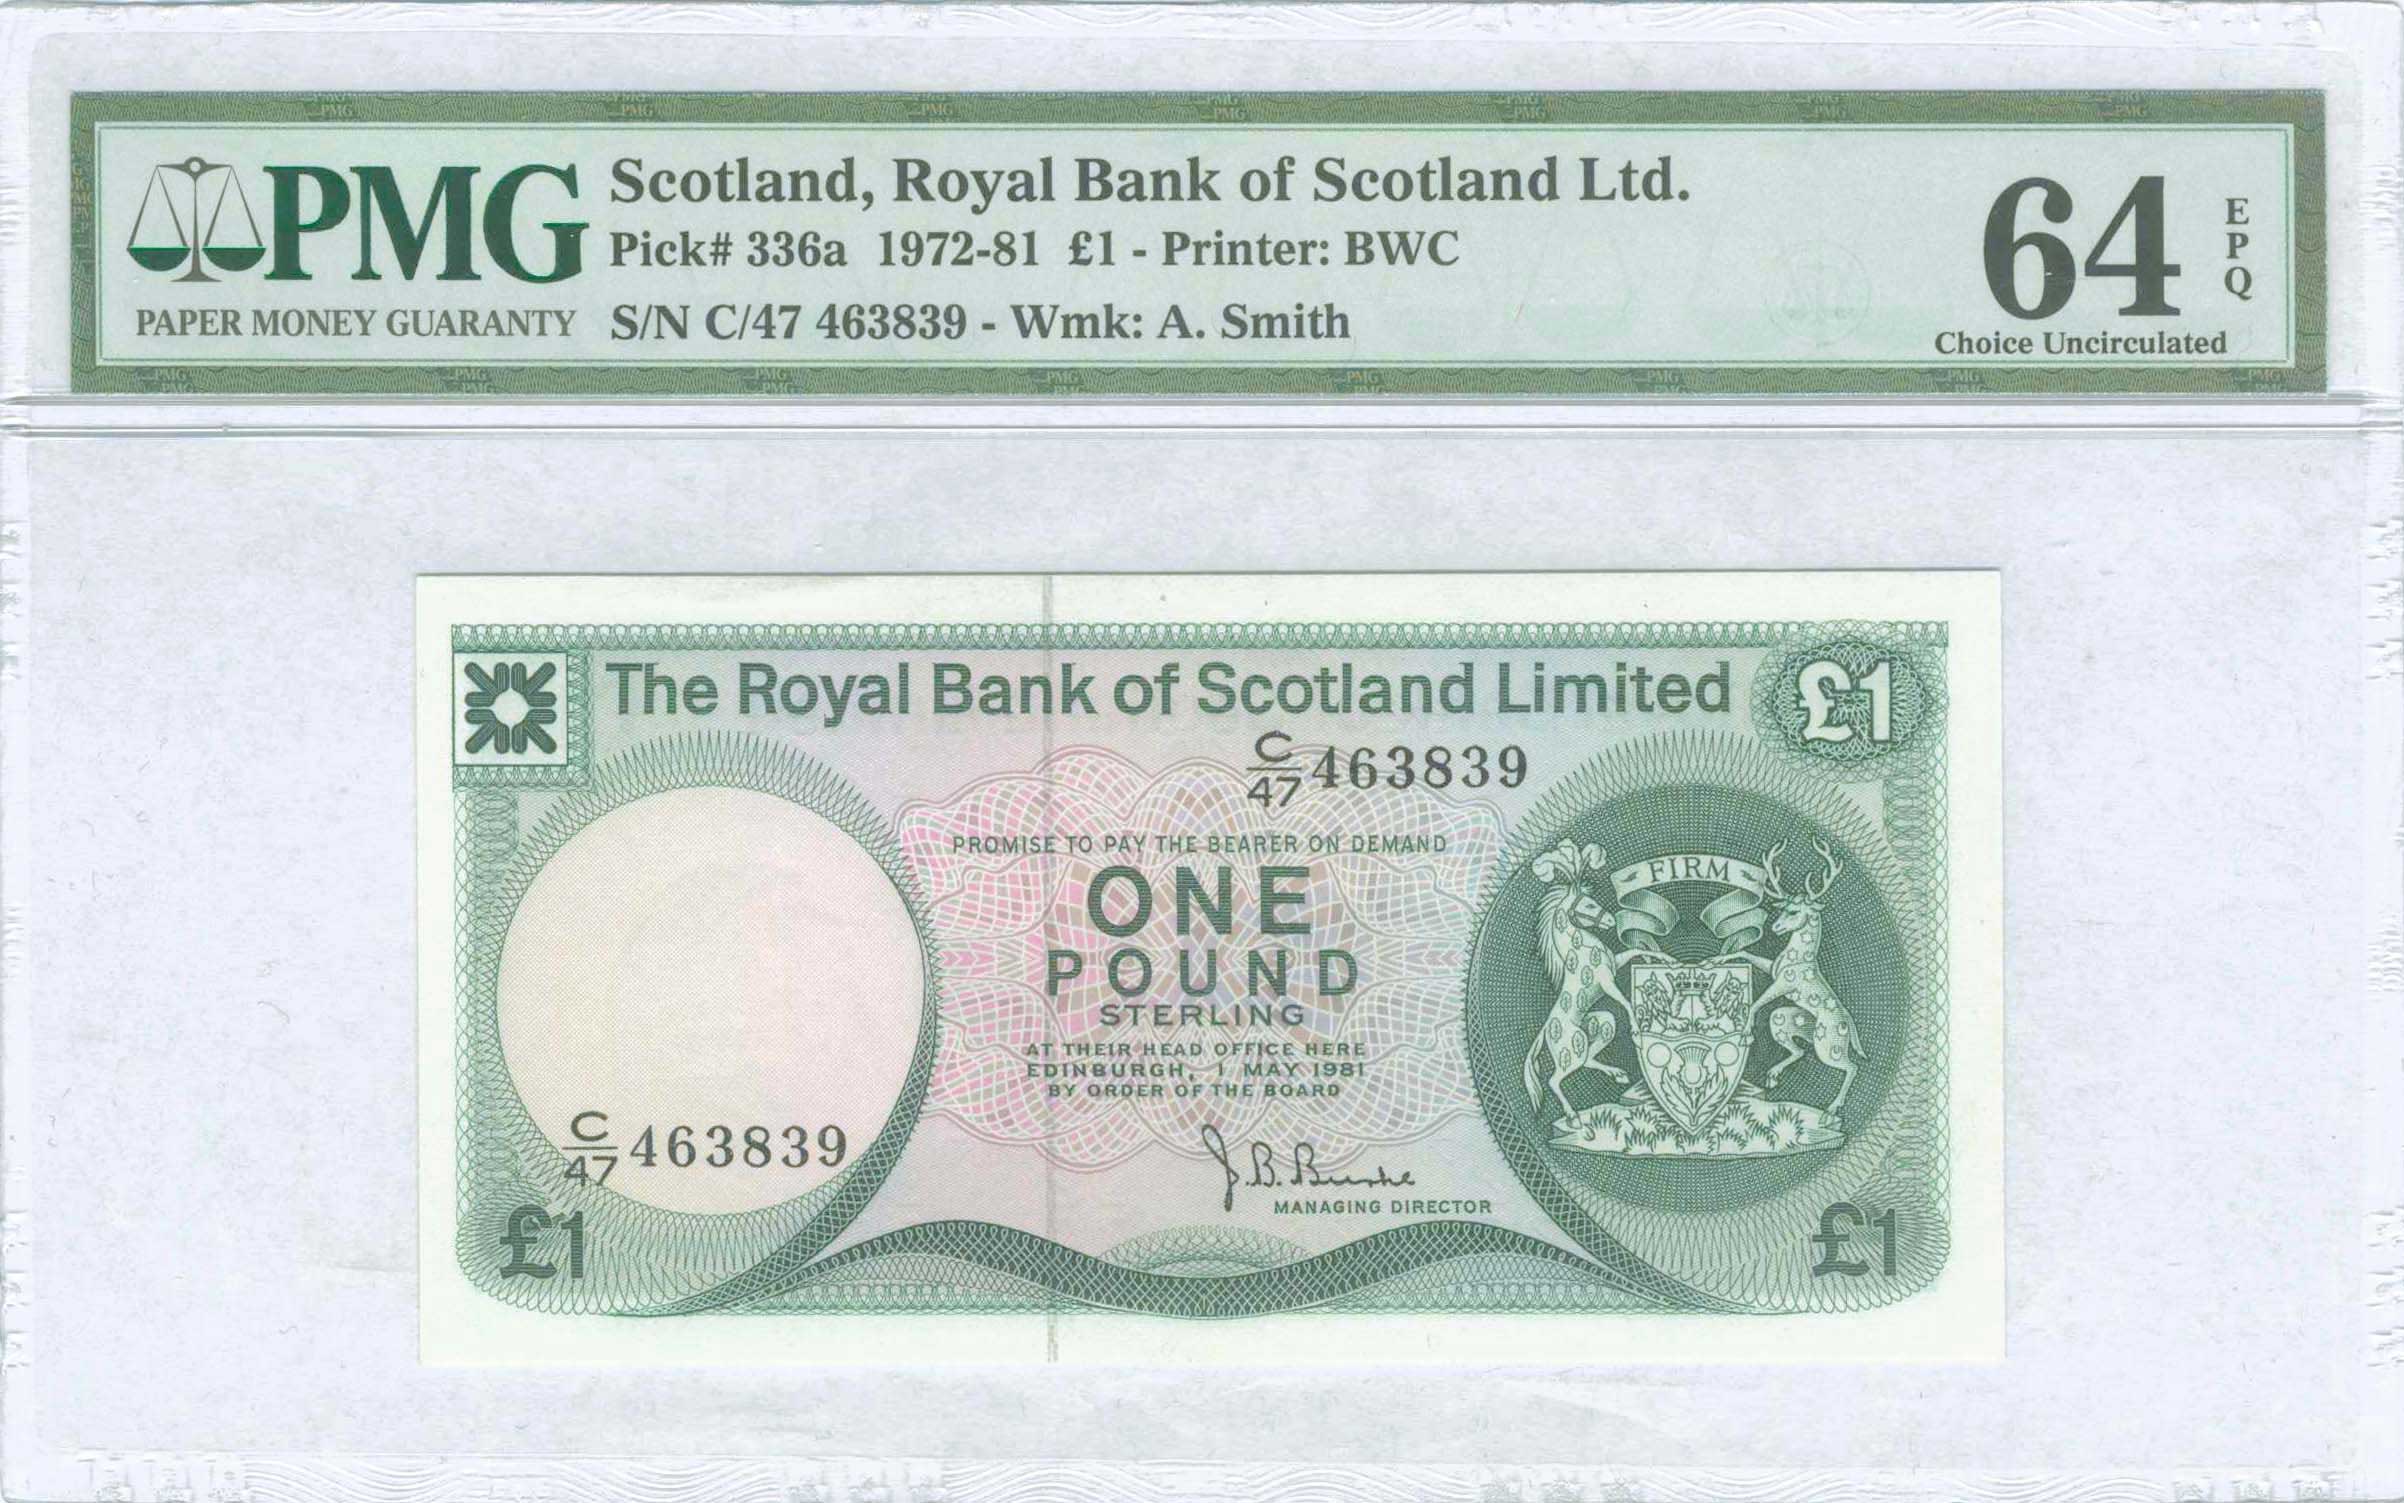 PMG
PAPER MONEY GUARANTY
Scotland, Royal Bank of Scotland Ltd.
Pick# 336a 1972-81 £1 - Printer: BWC
S/N C/47 463839 - Wmk: A. Smith
64
EPQ
Choice Uncirculated
The Royal Bank of Scotland Limited
£1
C/47 463839
PROMISE TO PAY THE BEARER ON DEMAND
ONE
POUND
STERLING
AT THEIR HEAD OFFICE HERE
EDINBURGH, 1 MAY 1981
BY ORDER OF THE BOARD
FIRM
C/47 463839
J. B. Burke
MANAGING DIRECTOR
£1
£1